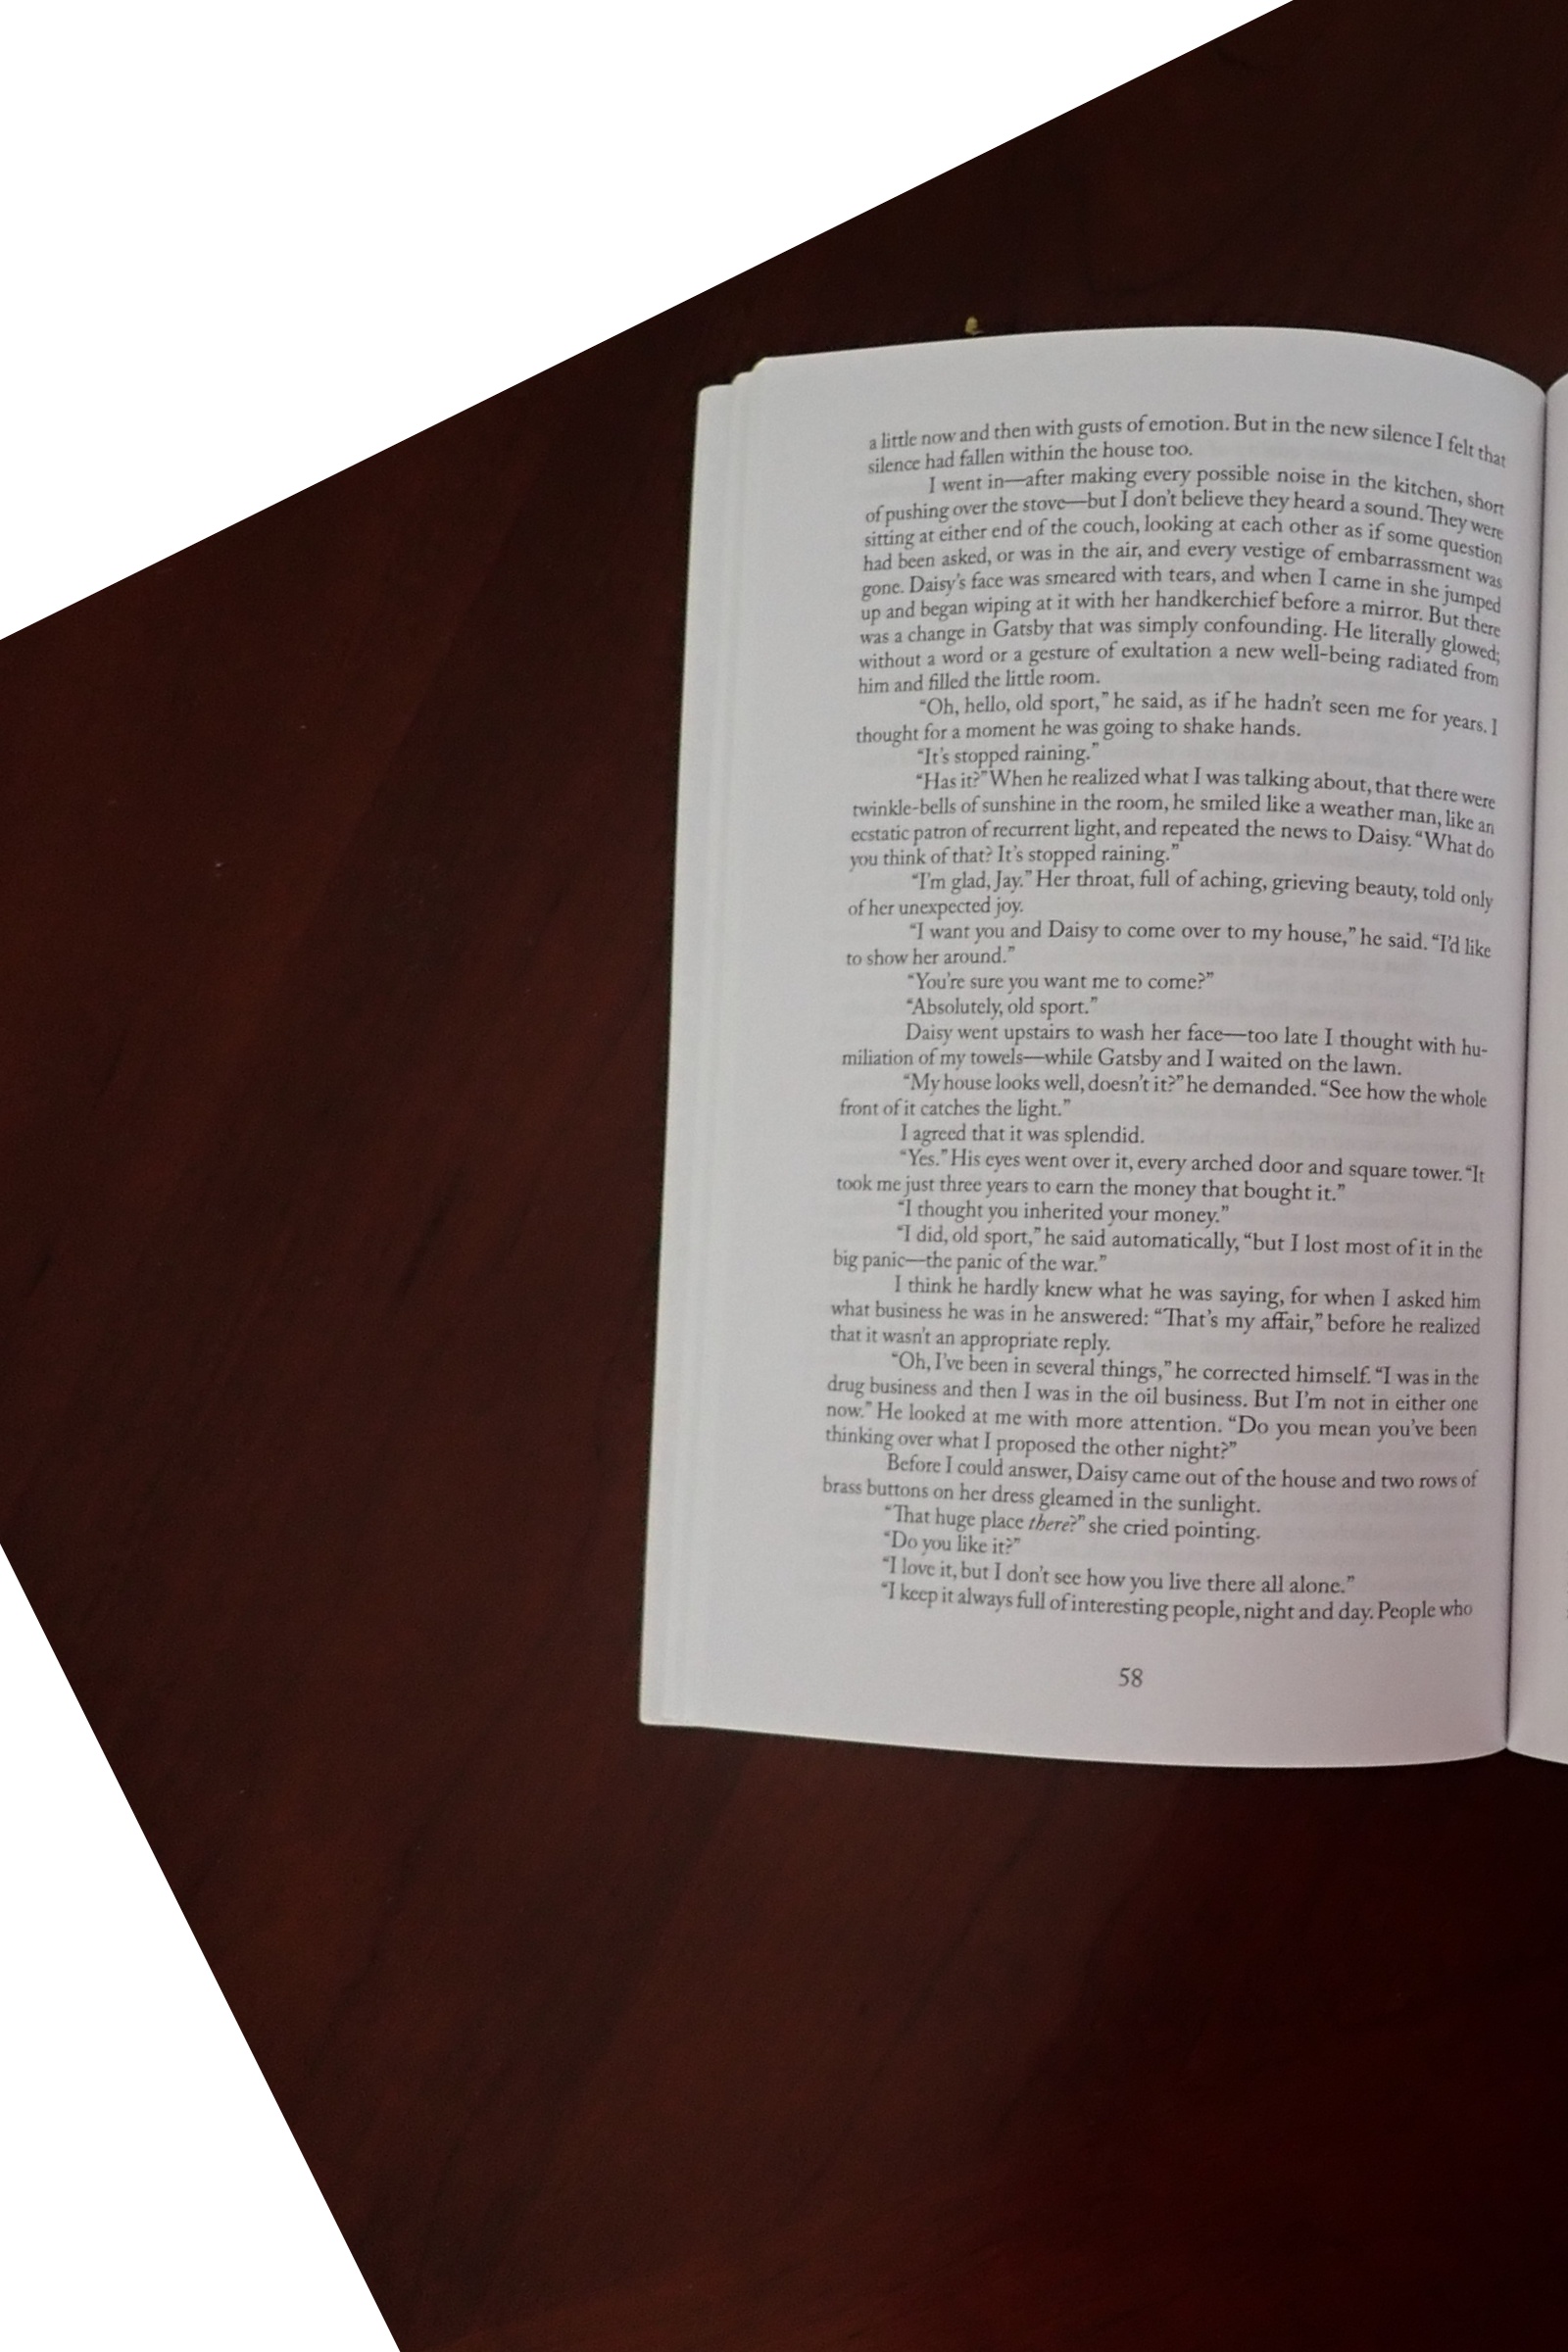 a little now and then with gusts of emotion. But in the new silence I felt that
silence had fallen within the house too.
I went in—after making every possible noise in the kitchen, short
of pushing over the stove—but I don't believe they heard a sound. They were
sitting at either end of the couch, looking at each other as if some question
had been asked, or was in the air, and every vestige of embarrassment was
gone. Daisy's face was smeared with tears, and when I came in she jumped
up and began wiping at it with her handkerchief before a mirror. But there
was a change in Gatsby that was simply confounding. He literally glowed;
without a word or a gesture of exultation a new well-being radiated from
him and filled the little room.
“Oh, hello, old sport,” he said, as if he hadn't seen me for years. I
thought for a moment he was going to shake hands.
“It's stopped raining.”
“Has it?” When he realized what I was talking about, that there were
twinkle-bells of sunshine in the room, he smiled like a weather man, like an
ecstatic patron of recurrent light, and repeated the news to Daisy. “What do
you think of that? It's stopped raining.”
“I'm glad, Jay.” Her throat, full of aching, grieving beauty, told only
of her unexpected joy.
“I want you and Daisy to come over to my house,” he said. “I'd like
to show her around.”
“You're sure you want me to come?”
“Absolutely, old sport.”
Daisy went upstairs to wash her face—too late I thought with hu-
miliation of my towels—while Gatsby and I waited on the lawn.
“My house looks well, doesn't it?” he demanded. “See how the whole
front of it catches the light.”
I agreed that it was splendid.
“Yes.” His eyes went over it, every arched door and square tower. “It
took me just three years to earn the money that bought it.”
“I thought you inherited your money.”
“I did, old sport,” he said automatically, “but I lost most of it in the
big panic—the panic of the war.”
I think he hardly knew what he was saying, for when I asked him
what business he was in he answered: “That's my affair,” before he realized
that it wasn't an appropriate reply.
“Oh, I've been in several things,” he corrected himself. “I was in the
drug business and then I was in the oil business. But I'm not in either one
now.” He looked at me with more attention. “Do you mean you've been
thinking over what I proposed the other night?”
Before I could answer, Daisy came out of the house and two rows of
brass buttons on her dress gleamed in the sunlight.
“That huge place there?” she cried pointing.
“Do you like it?”
“I love it, but I don't see how you live there all alone.”
“I keep it always full of interesting people, night and day. People who
58